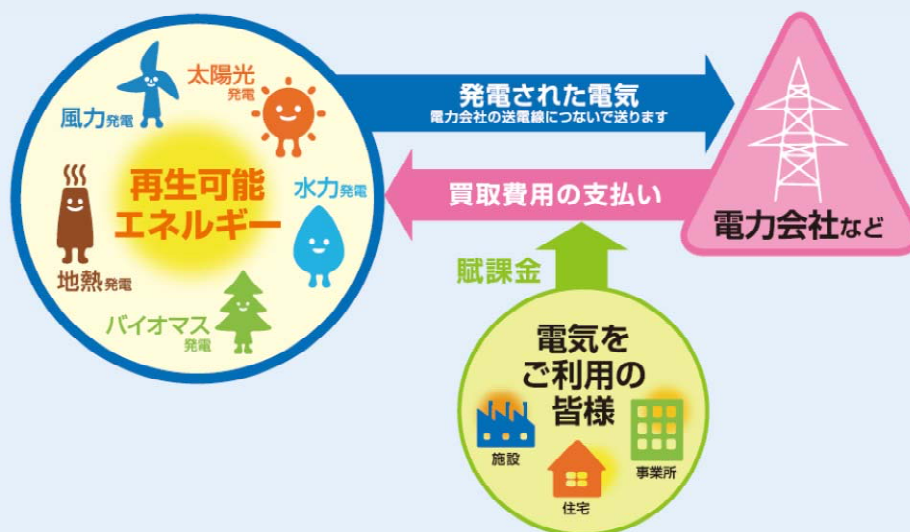 風力発電
太陽光
発電
再生可能
エネルギー
水力発電
地熱発電
バイオマス
発電
発電された電気
電力会社の送電線につないで送ります
買取費用の支払い
電力会社など
賦課金
電気を
ご利用の
皆様
施設
住宅
事業所